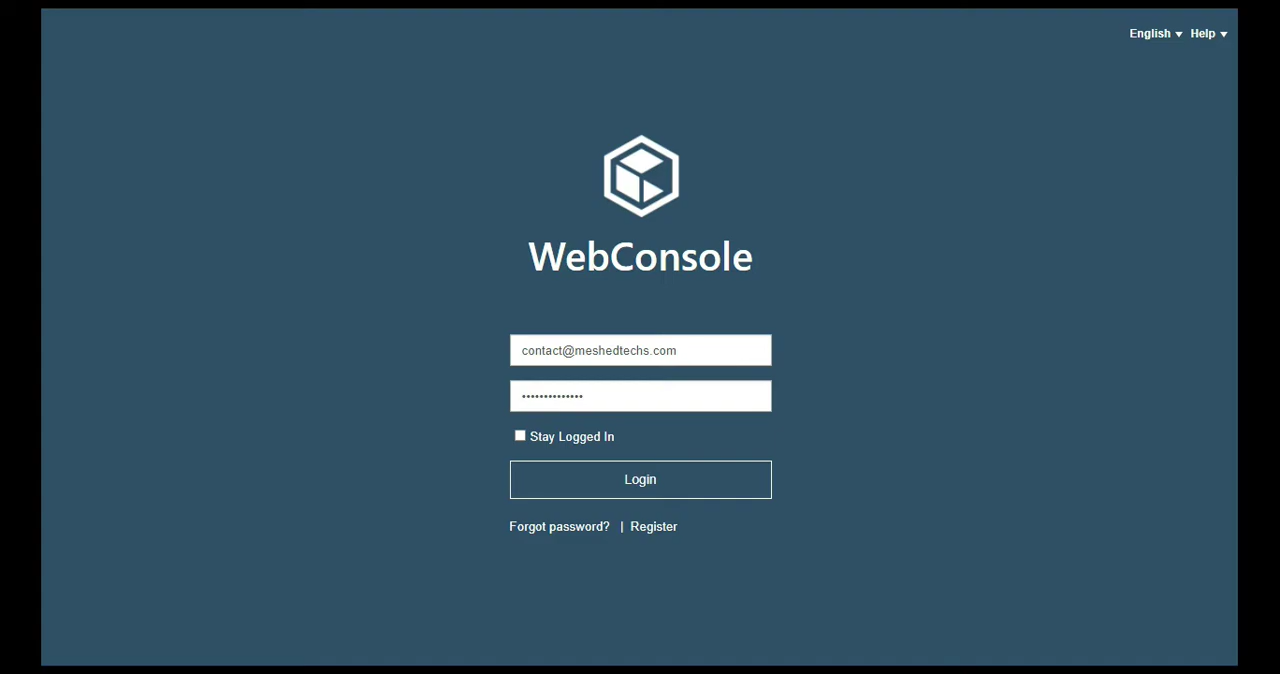 English Help
WebConsole
contact@meshedtechs.com
••••••••••••••
Stay Logged In
Login
Forgot password? | Register